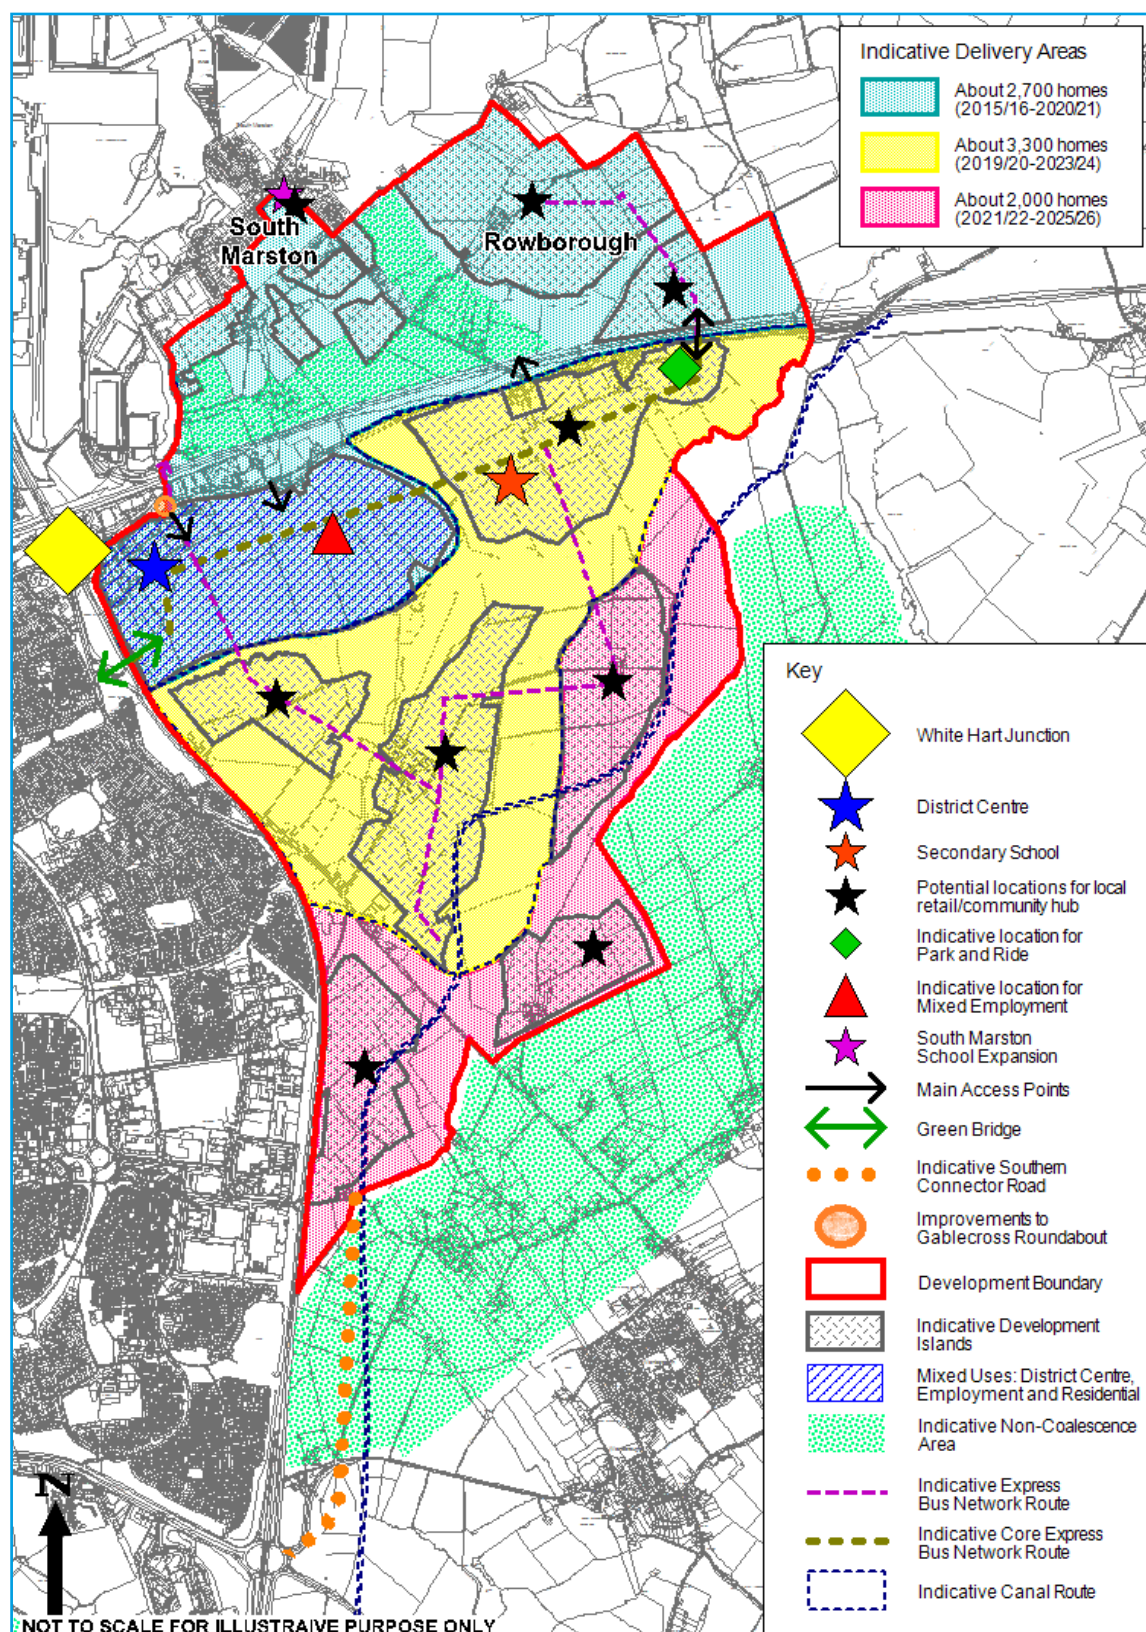 Indicative Delivery Areas
About 2,700 homes
(2015/16-2020/21)
About 3,300 homes
(2019/20-2023/24)
About 2,000 homes
(2021/22-2025/26)
South Marston
South
Marston
Rowborough
Key
White Hart Junction
District Centre
Secondary School
Potential locations for local
retail/community hub
Indicative location for
Park and Ride
Indicative location for
Mixed Employment
South Marston
School Expansion
Main Access Points
Green Bridge
Indicative Southern
Connector Road
Improvements to
Gablecross Roundabout
Development Boundary
Indicative Development
Islands
Mixed Uses: District Centre,
Employment and Residential
Indicative Non-Coalescence
Area
Indicative Express
Bus Network Route
Indicative Core Express
Bus Network Route
Indicative Canal Route
N
NOT TO SCALE FOR ILLUSTRAIVE PURPOSE ONLY